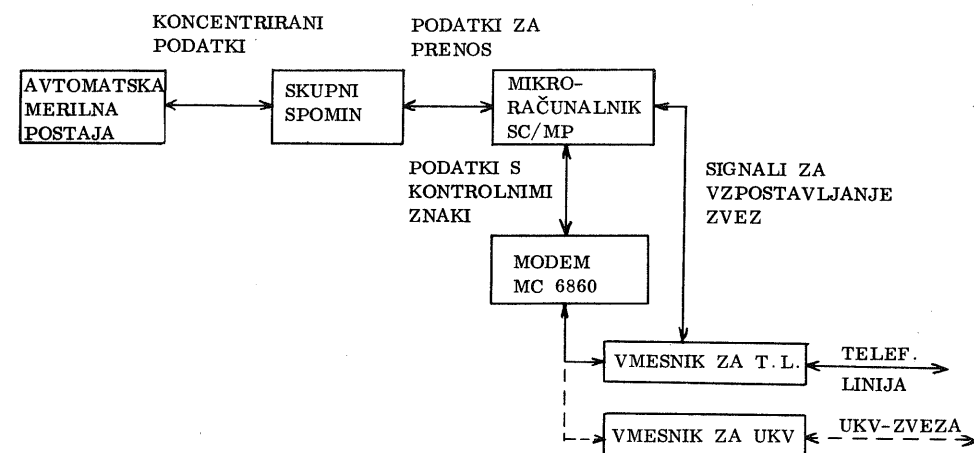 KONCENTRIRANI
PODATKI
PODATKI ZA
PRENOS
AVTOMATSKA
MERILNA
POSTAJA
SKUPNI
SPOMIN
MIKRO-
RAČUNALNIK
SC/MP
PODATKI S
KONTROLNIMI
ZNAKI
SIGNALI ZA
VZPOSTAVLJANJE
ZVEZ
MODEM
MC 6860
VMESNIK ZA T.L.
TELEF.
LINIJA
VMESNIK ZA UKV
UKV-ZVEZA